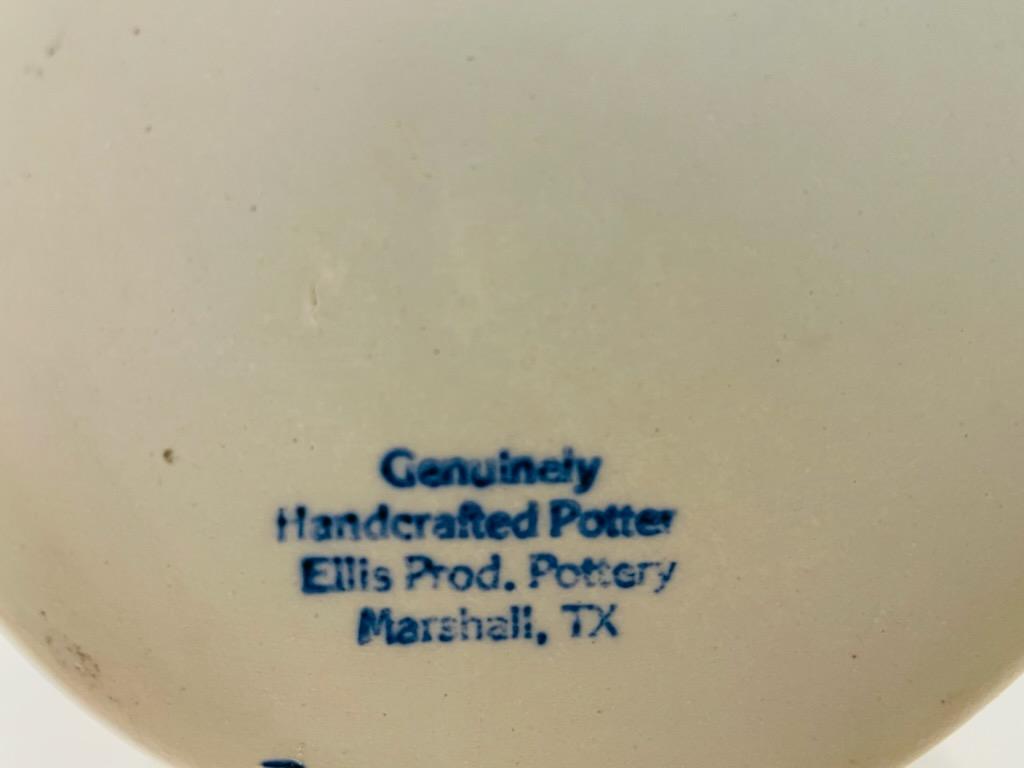 Genuinely
Handcrafted Potter
Ellis Prod. Pottery
Marshall, TX